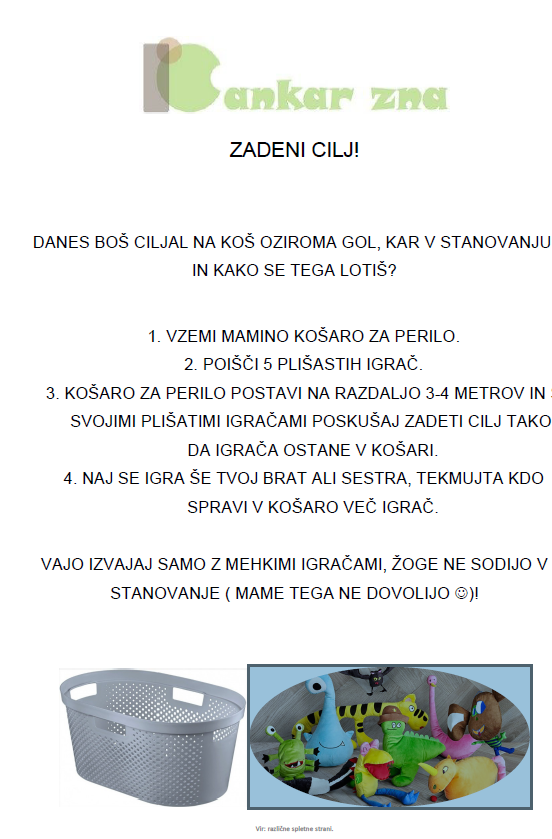 Cankar zna
ZADENI CILJ!
DANES BOŠ CILJAL NA KOŠ OZIROMA GOL, KAR V STANOVANJU
IN KAKO SE TEGA LOTIŠ?
1. VZEMI MAMINO KOŠARO ZA PERILO.
2. POIŠČI 5 PLIŠASTIH IGRAČ.
3. KOŠARO ZA PERILO POSTAVI NA RAZDALJO 3-4 METROV IN S
SVOJIMI PLIŠATIMI IGRAČAMI POSKUŠAJ ZADETI CILJ TAKO
DA IGRAČA OSTANE V KOŠARI.
4. NAJ SE IGRA ŠE TVOJ BRAT ALI SESTRA, TEKMUJTA KDO
SPRAVI V KOŠARO VEČ IGRAČ.
VAJO IZVAJAJ SAMO Z MEHKIMI IGRAČAMI, ŽOGE NE SODIJO V
STANOVANJE ( MAME TEGA NE DOVOLIJO ☺)!
Vir: različne spletne strani.